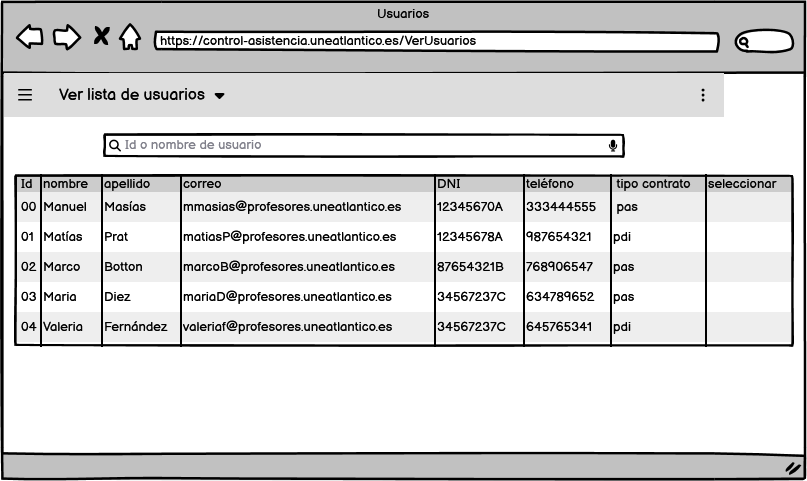 Usuarios
https://control-asistencia.uneatlantico.es/VerUsuarios
Ver lista de usuarios
Id o nombre de usuario
Id nombre apellido correo DNI teléfono tipo contrato seleccionar
00 Manuel Masías mmasias@profesores.uneatlantico.es 12345670A 333444555 pas
01 Matías Prat matiasP@profesores.uneatlantico.es 12345678A 987654321 pdi
02 Marco Botton marcoB@profesores.uneatlantico.es 87654321B 768906547 pas
03 Maria Diez mariaD@profesores.uneatlantico.es 34567237C 634789652 pas
04 Valeria Fernández valeriaf@profesores.uneatlantico.es 34567237C 645765341 pdi